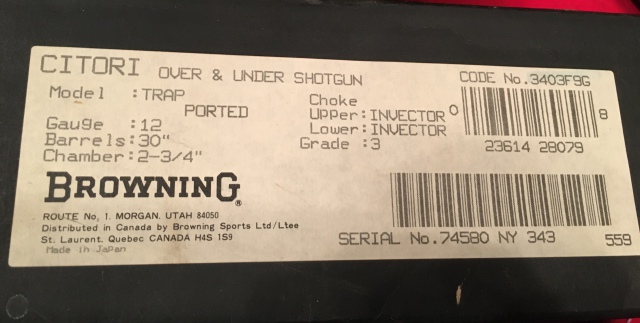 CITORI OVER & UNDER SHOTGUN
CODE No.3403F9G
Model :TRAP
PORTED
Gauge :12
Barrels:30"
Chamber:2-3/4"
Choke
Upper:INVECTOR
Lower:INVECTOR
Grade :3
0 23614 28079 8
BROWNING®
ROUTE No, 1. MORGAN. UTAH 84050
Distributed in Canada by Browning Sports Ltd/Ltee
St. Laurent. Quebec CANADA H4S 1S9
Made in Japan
SERIAL No.74580 NY 343 559